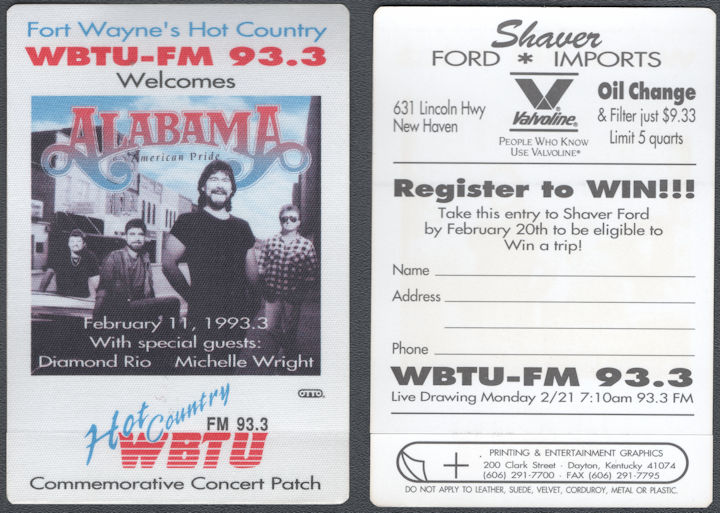 Fort Wayne's Hot Country
WBTU-FM 93.3
Welcomes
ALABAMA
American Pride
February 11, 1993.3
With special guests:
Diamond Rio Michelle Wright
OTTO
Hot Country
FM 93.3
WBTU
Commemorative Concert Patch
Shaver
FORD * IMPORTS
631 Lincoln Hwy
New Haven
V
Valvoline®
PEOPLE WHO KNOW
USE VALVOLINE®
Oil Change
& Filter just $9.33
Limit 5 quarts
Register to WIN!!!
Take this entry to Shaver Ford
by February 20th to be eligible to
Win a trip!
Name
Address
Phone
WBTU-FM 93.3
Live Drawing Monday 2/21 7:10am 93.3 FM
PRINTING & ENTERTAINMENT GRAPHICS
200 Clark Street · Dayton, Kentucky 41074
(606) 291-7700 · FAX (606) 291-7795
DO NOT APPLY TO LEATHER, SUEDE, VELVET, CORDUROY, METAL OR PLASTIC.